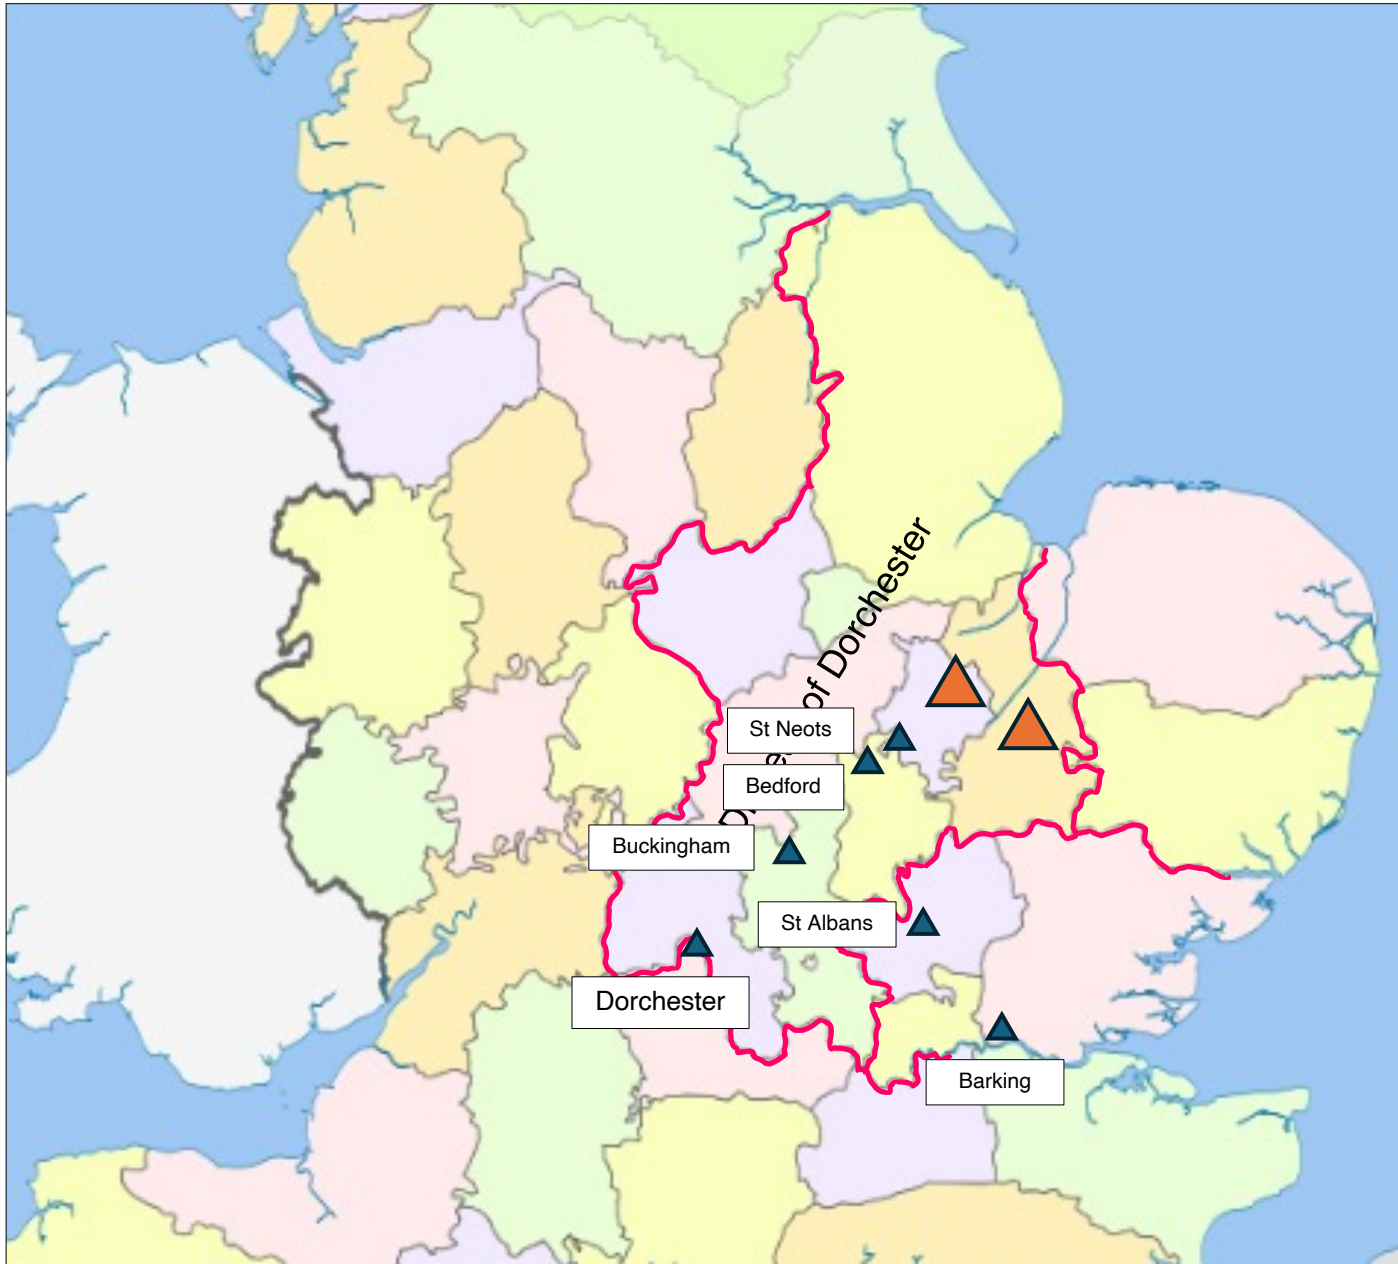 of Dorchester
St Neots
Bedford
Buckingham
St Albans
Dorchester
Barking